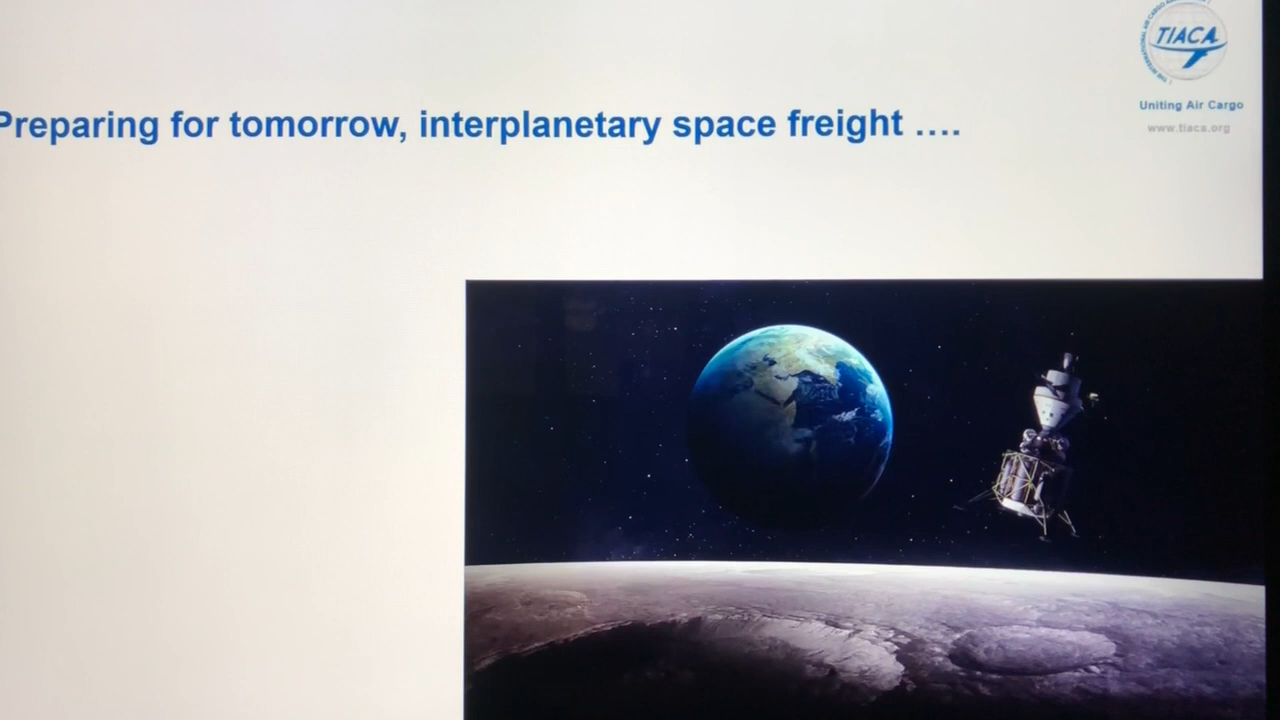 Preparing for tomorrow, interplanetary space freight ....
TIACA
Uniting Air Cargo
www.tiaca.org